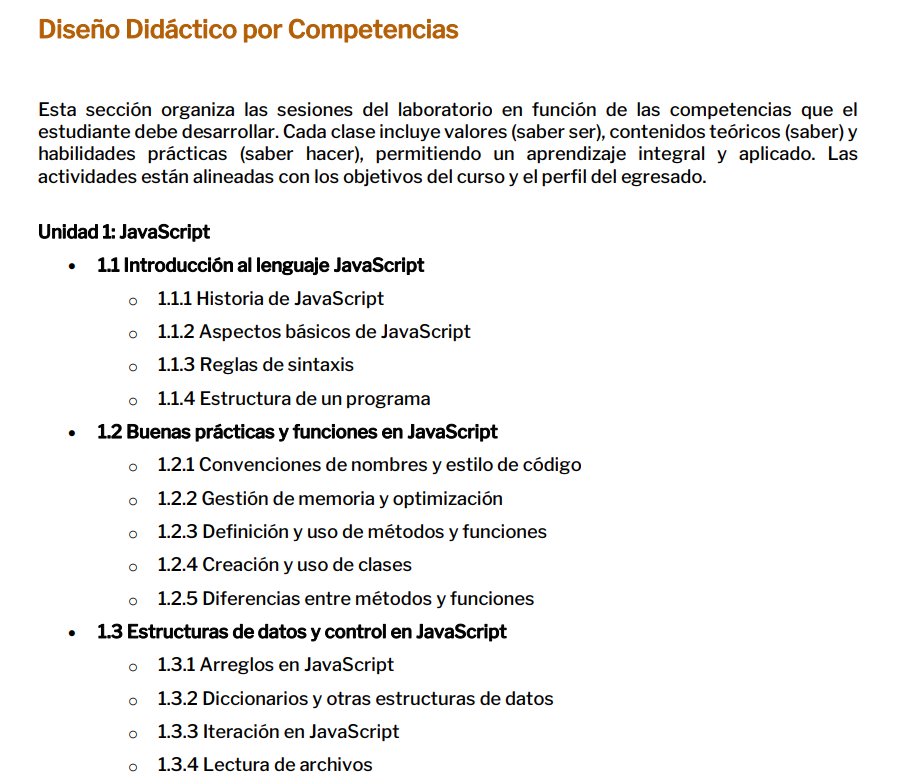 Diseño Didáctico por Competencias
Esta sección organiza las sesiones del laboratorio en función de las competencias que el
estudiante debe desarrollar. Cada clase incluye valores (saber ser), contenidos teóricos (saber) y
habilidades prácticas (saber hacer), permitiendo un aprendizaje integral y aplicado. Las
actividades están alineadas con los objetivos del curso y el perfil del egresado.
Unidad 1: JavaScript
• 1.1 Introducción al lenguaje JavaScript
○ 1.1.1 Historia de JavaScript
○ 1.1.2 Aspectos básicos de JavaScript
○ 1.1.3 Reglas de sintaxis
○ 1.1.4 Estructura de un programa
• 1.2 Buenas prácticas y funciones en JavaScript
○ 1.2.1 Convenciones de nombres y estilo de código
○ 1.2.2 Gestión de memoria y optimización
○ 1.2.3 Definición y uso de métodos y funciones
○ 1.2.4 Creación y uso de clases
○ 1.2.5 Diferencias entre métodos y funciones
• 1.3 Estructuras de datos y control en JavaScript
○ 1.3.1 Arreglos en JavaScript
○ 1.3.2 Diccionarios y otras estructuras de datos
○ 1.3.3 Iteración en JavaScript
○ 1.3.4 Lectura de archivos